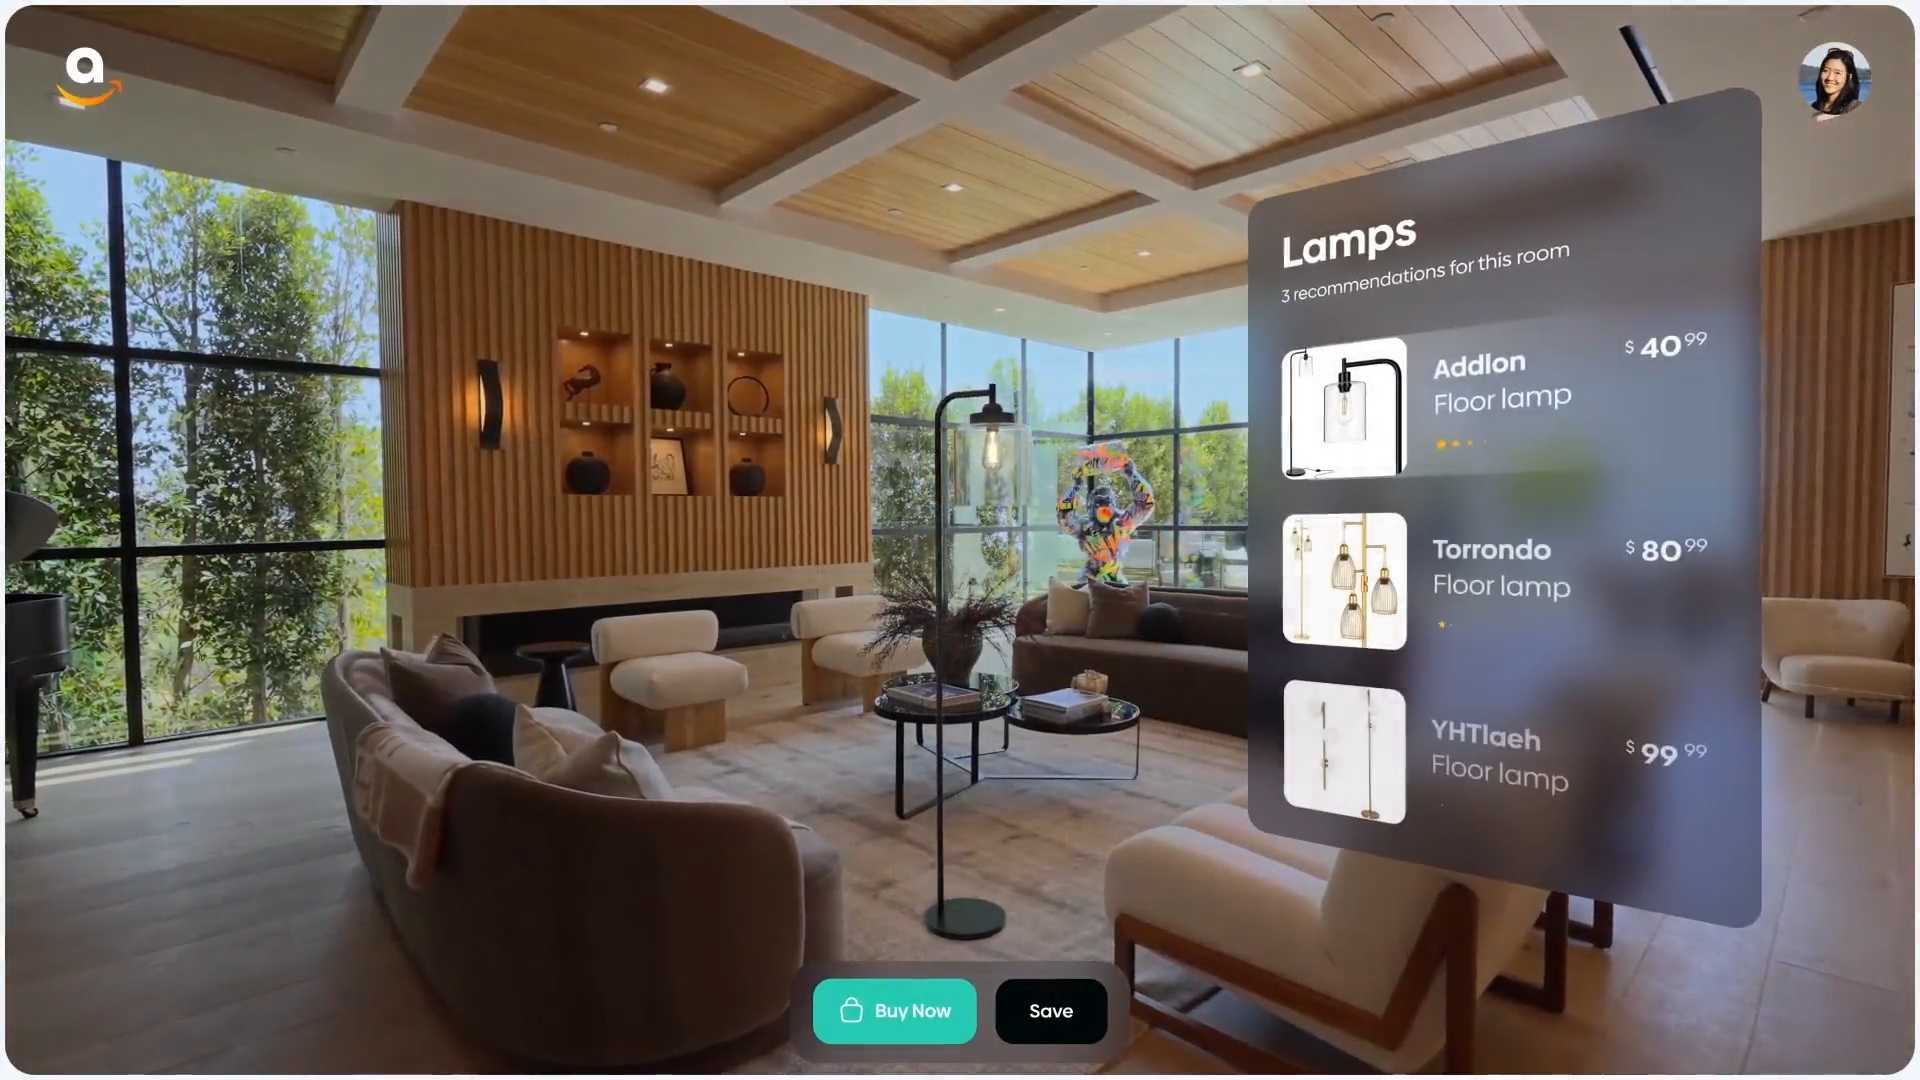 a
Lamps
3 recommendations for this room
Addlon
Floor lamp
$ 40 99
Torrondo
Floor lamp
$ 80 99
YHTlaeh
Floor lamp
$ 99 99
Buy Now
Save